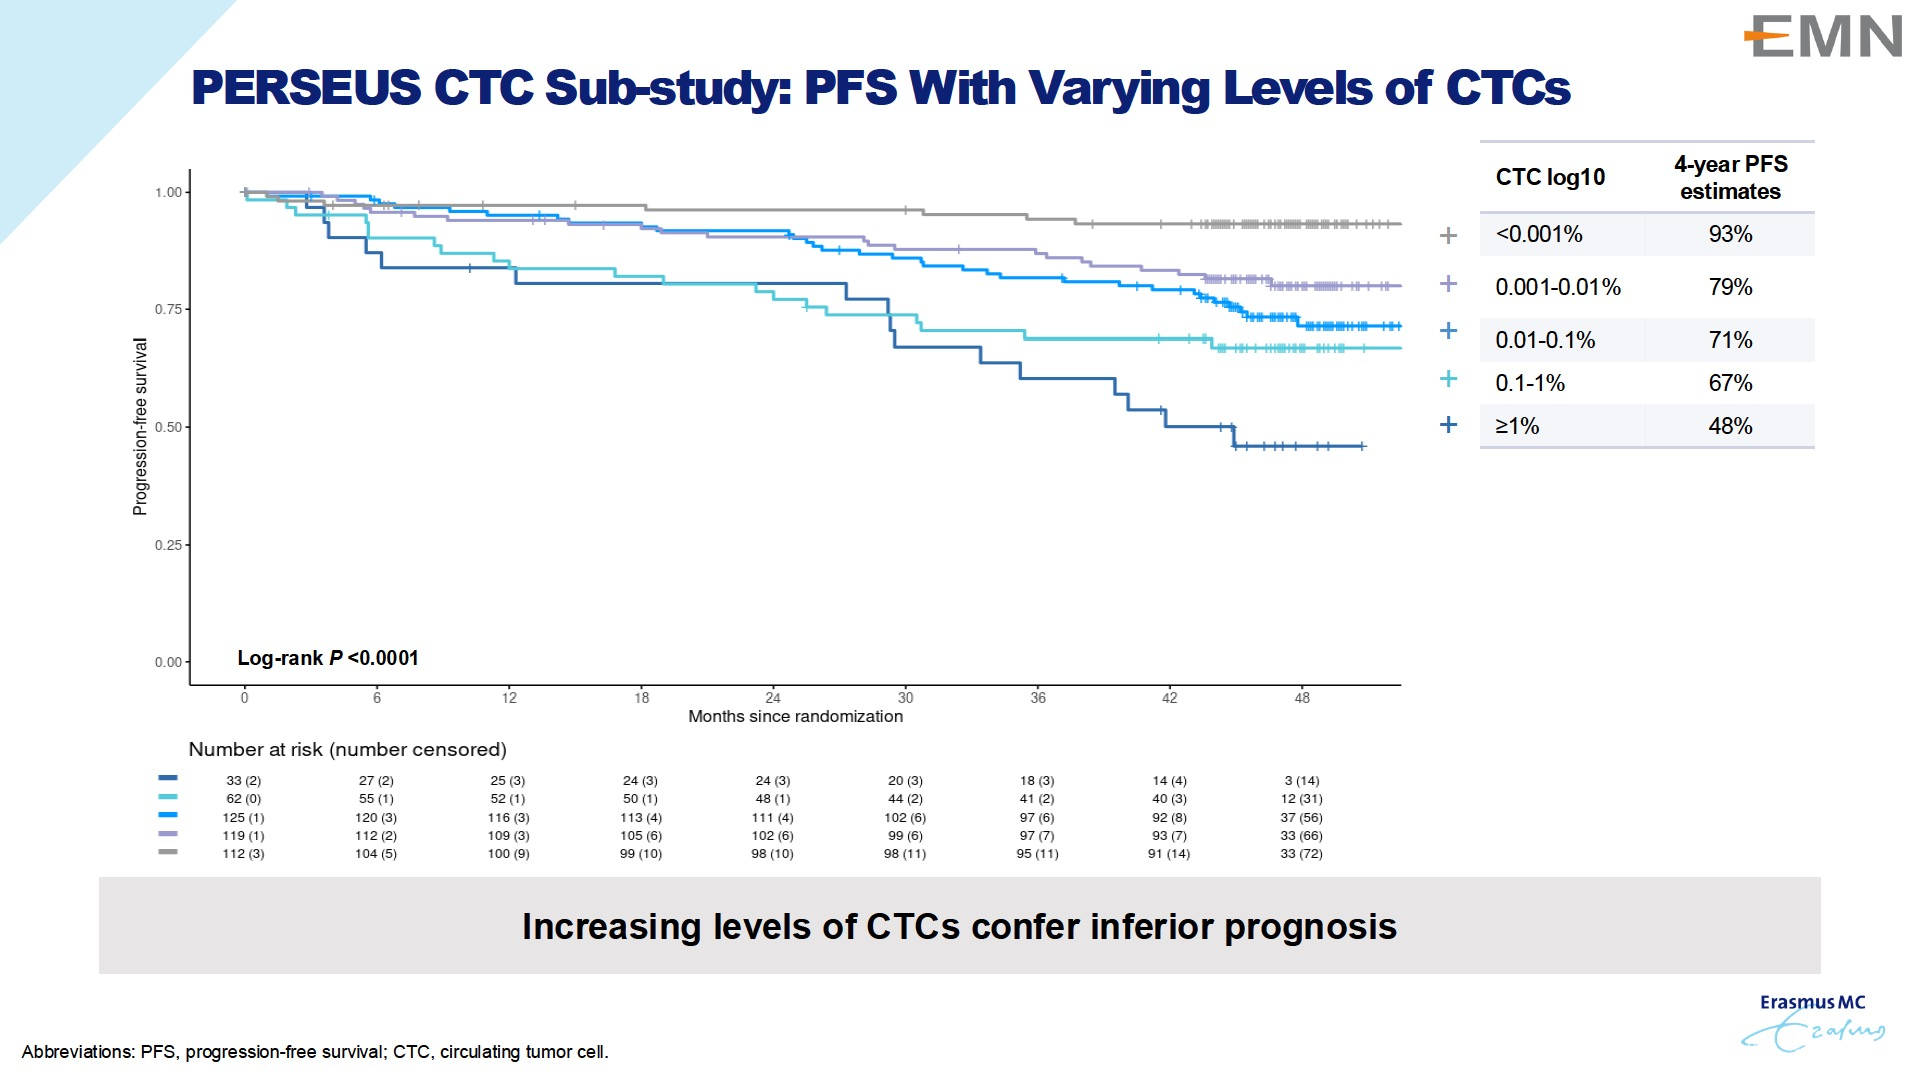 EMN
PERSEUS CTC Sub-study: PFS With Varying Levels of CTCs
CTC log10 4-year PFS estimates
<0.001% 93%
0.001-0.01% 79%
0.01-0.1% 71%
0.1-1% 67%
≥1% 48%
Progression-free survival
1.00
0.75
0.50
0.25
0.00
Log-rank P <0.0001
0 6 12 18 24 30 36 42 48
Months since randomization
Number at risk (number censored)
33 (2) 27 (2) 25 (3) 24 (3) 24 (3) 20 (3) 18 (3) 14 (4) 3 (14)
62 (0) 55 (1) 52 (1) 50 (1) 48 (1) 44 (2) 41 (2) 40 (3) 12 (31)
125 (1) 120 (3) 116 (3) 113 (4) 111 (4) 102 (6) 97 (6) 92 (8) 37 (56)
119 (1) 112 (2) 109 (3) 105 (6) 102 (6) 99 (6) 97 (7) 93 (7) 33 (66)
112 (3) 104 (5) 100 (9) 99 (10) 98 (10) 98 (11) 95 (11) 91 (14) 33 (72)
Increasing levels of CTCs confer inferior prognosis
Erasmus MC
Erasmus
Abbreviations: PFS, progression-free survival; CTC, circulating tumor cell.